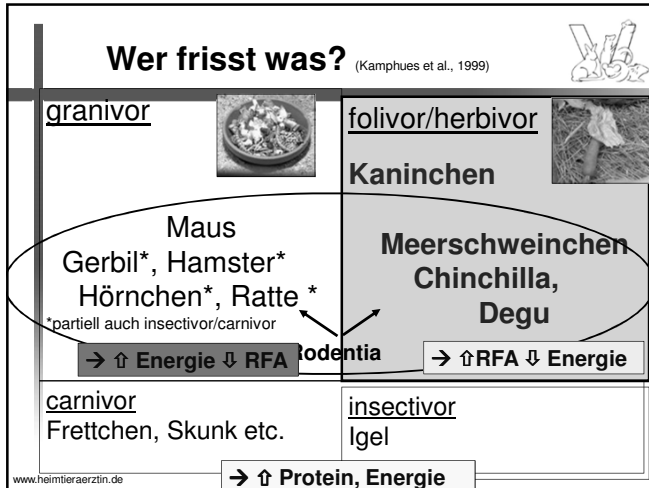 Wer frisst was? (Kamphues et al., 1999)
granivor
Maus
Gerbil*, Hamster*
Hörnchen*, Ratte *
*partiell auch insectivor/carnivor
→ ⇧ Energie ⇩ RFA
folivor/herbivor
Kaninchen
Meerschweinchen
Chinchilla,
Degu
Rodentia
→ ⇧RFA ⇩ Energie
carnivor
Frettchen, Skunk etc.
insectivor
Igel
→ ⇧ Protein, Energie
www.heimtieraerztin.de